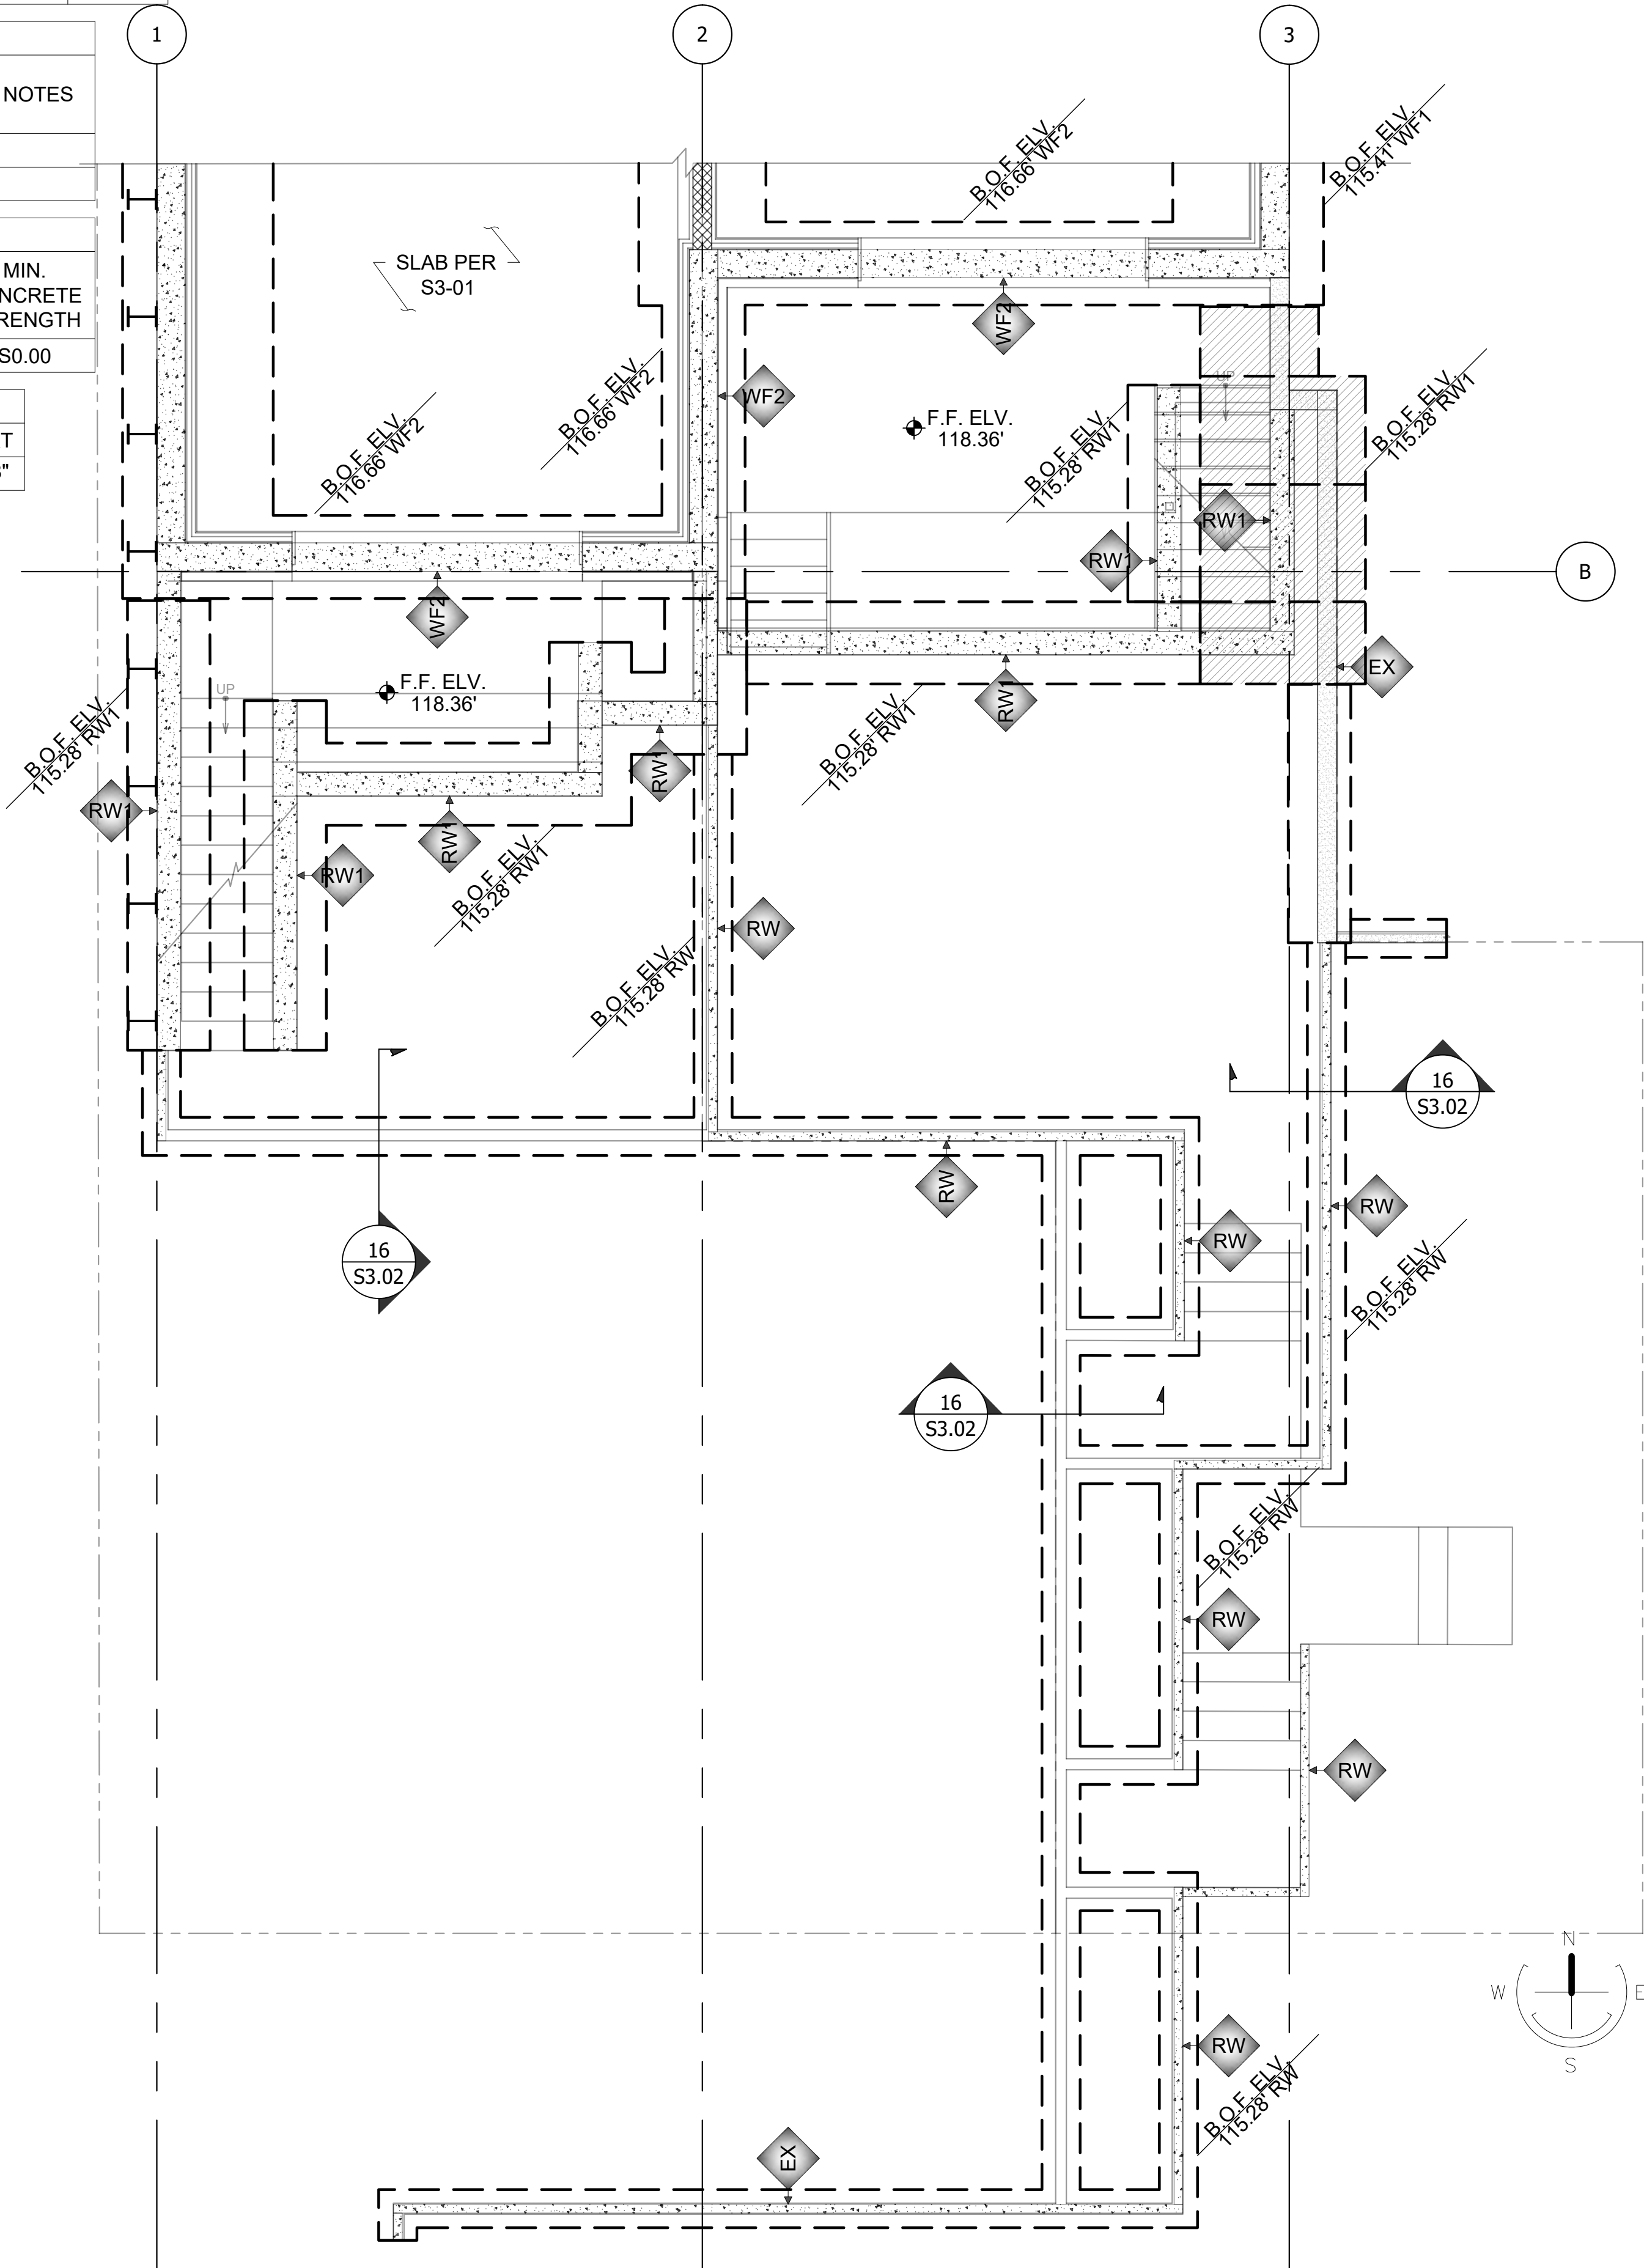 1
2
3
NOTES
MIN.
NCRETE
RENGTH
S0.00
T
B.O.F. ELV.
116.66' WF2
B.O.F. ELV.
115.41' WF1
SLAB PER
S3-01
WF2
B.O.F. ELV.
116.66' WF2
B.O.F. ELV.
116.66' WF2
WF2
F.F. ELV.
118.36'
UP
B.O.F. ELV.
115.28' RW1
B.O.F. ELV.
115.28' RW1
RW1
RW1
B
WF2
EX
F.F. ELV.
118.36'
UP
RW1
B.O.F. ELV.
115.28' RW1
B.O.F. ELV.
115.28' RW1
RW1
RW1
RW1
RW1
B.O.F. ELV.
115.28' RW1
RW
B.O.F. ELV.
115.28' RW
16
S3.02
RW
RW
RW
16
S3.02
B.O.F. ELV.
115.28' RW
16
S3.02
B.O.F. ELV.
115.28' RW
RW
RW
N
W
E
S
RW
B.O.F. ELV.
115.28' RW
EX